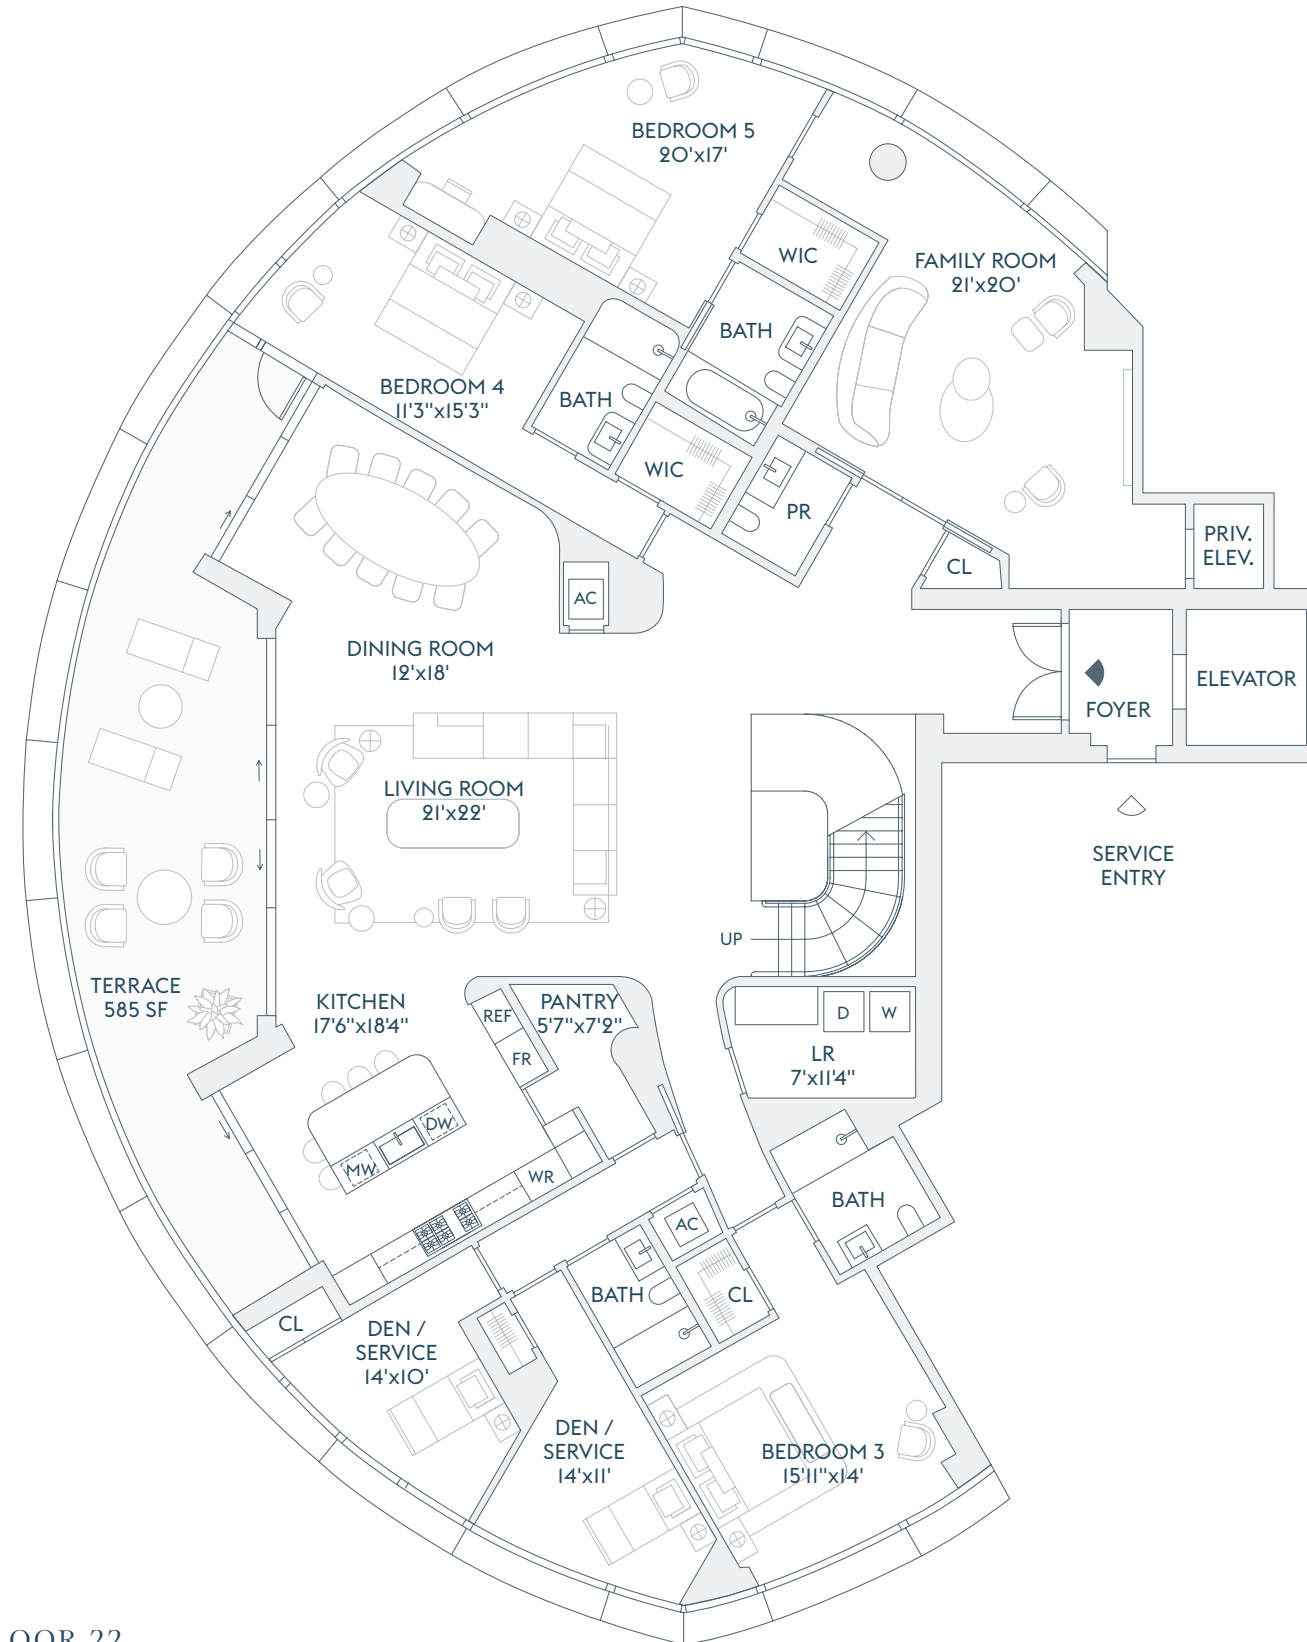 BEDROOM 5
20'x17'
WIC
FAMILY ROOM
21'x20'
BATH
BEDROOM 4
11'3"x15'3"
BATH
WIC
PR
PRIV.
ELEV.
CL
AC
DINING ROOM
12'x18'
ELEVATOR
FOYER
LIVING ROOM
21'x22'
SERVICE
ENTRY
UP
TERRACE
585 SF
KITCHEN
17'6"x18'4"
REF
FR
PANTRY
5'7"x7'2"
D
W
LR
7'x11'4"
DW
MW
WR
BATH
AC
BATH
CL
CL
DEN /
SERVICE
14'x10'
DEN /
SERVICE
14'x11'
BEDROOM 3
15'11"x14'
OOR 22